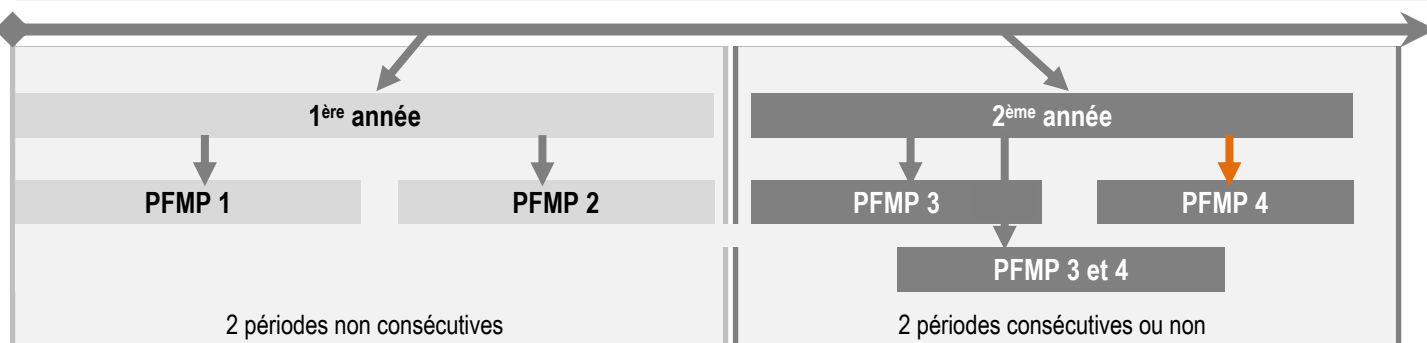 1ère année
2ème année
PFMP 1
PFMP 2
PFMP 3
PFMP 4
PFMP 3 et 4
2 périodes non consécutives
2 périodes consécutives ou non